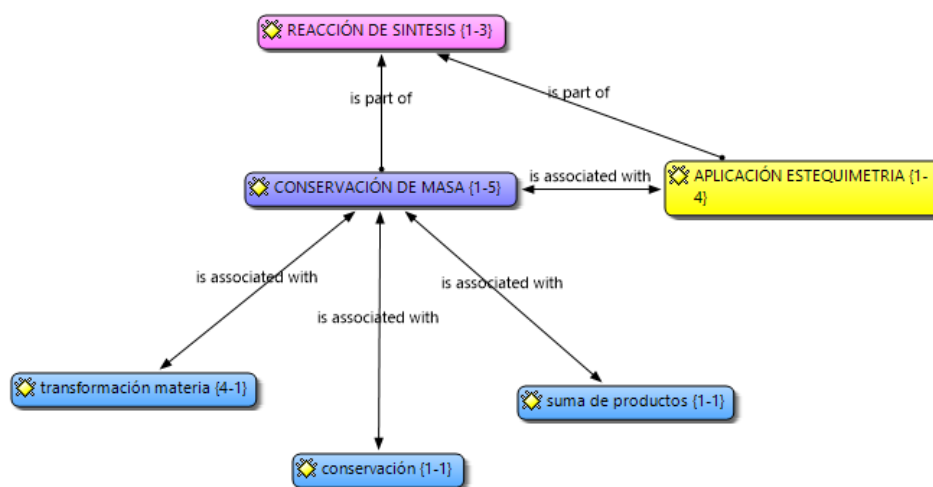 REACCIÓN DE SINTESIS {1-3}
is part of
is part of
CONSERVACIÓN DE MASA {1-5}
is associated with
APLICACIÓN ESTEQUIMETRIA {1-
4}
is associated with
is associated with
is associated with
transformación materia {4-1}
suma de productos {1-1}
conservación {1-1}